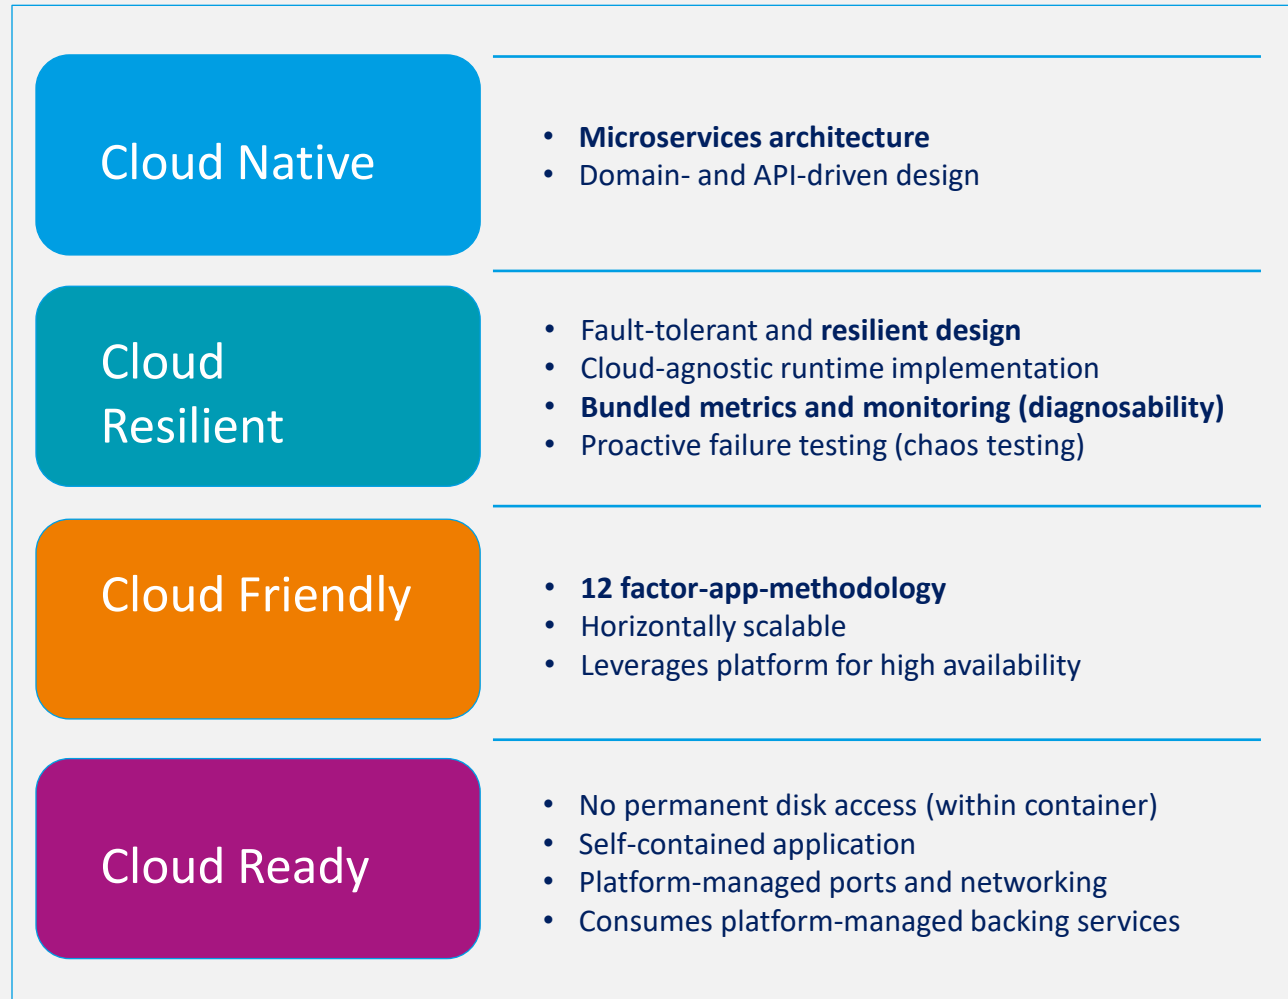 Cloud Native
• Microservices architecture
• Domain- and API-driven design
Cloud
Resilient
• Fault-tolerant and resilient design
• Cloud-agnostic runtime implementation
• Bundled metrics and monitoring (diagnosability)
• Proactive failure testing (chaos testing)
Cloud Friendly
• 12 factor-app-methodology
• Horizontally scalable
• Leverages platform for high availability
Cloud Ready
• No permanent disk access (within container)
• Self-contained application
• Platform-managed ports and networking
• Consumes platform-managed backing services